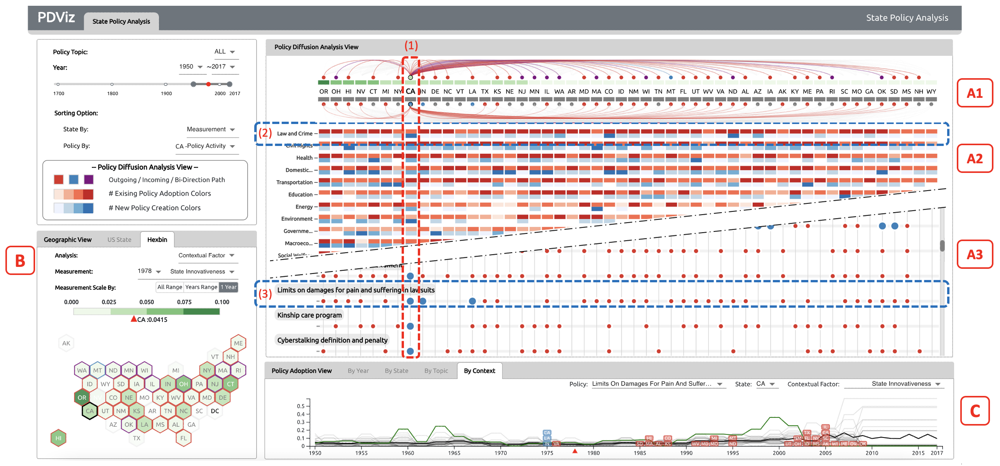 PDViz State Policy Analysis State Policy Analysis
Policy Topic: ALL
Year: 1950 ~2017
1700 1800 1900 2000 2017
Sorting Option:
State By: Measurement
Policy By: CA -Policy Activity
-- Policy Diffusion Analysis View --
Outgoing / Incoming / Bi-Direction Path
# Exising Policy Adoption Colors
# New Policy Creation Colors
Geographic View US State Hexbin
Analysis: Contextual Factor
Measurement: 1978 State Innovativeness
Measurement Scale By: All Range Years Range 1 Year
0.000 0.025 0.050 0.075 0.100
CA :0.0415
AK ME
VT NH
WA MT ND MN WI MI NY MA RI
ID WY SD IA IL IN OH PA NJ CT
OR NV CO NE MO KY WV VA MD DE
CA UT NM KS AR TN NC SC DC
AZ OK LA MS AL GA
HI TX FL
B
Policy Diffusion Analysis View
(1)
OR OH HI NV CT MI NY CA IN DE NC VT LA TX KS NE NJ MN IL WA AR MD MA CO ID NM WI TN MT FL UT WV VA ND AL AZ IA AK KY ME PA RI SC MO GA OK SD MS NH WY
A1
(2)
Law and Crime
Civil Rights
Health
Domestic...
Transportation
Education
Energy
Environment
Governme...
Macroeco...
A2
A3
(3)
Limits on damages for pain and suffering in lawsuits
Kinship care program
Cyberstalking definition and penalty
Policy Adoption View By Year By State By Topic By Context
Policy: Limits On Damages For Pain And Suffer... State: CA Contextual Factor: State Innovativeness
0.5
0.4
0.3
0.2
0.1
0
CA
LA
IN VA
HI CO
SD MA AL KS
MI MT
WV MD MO ND
IL
TX GA
NM FL NV SC
UT OH ID MS AK WI ME OR OK
1950 1955 1960 1965 1970 1975 1980 1985 1990 1995 2000 2005 2010 2015 2017
C